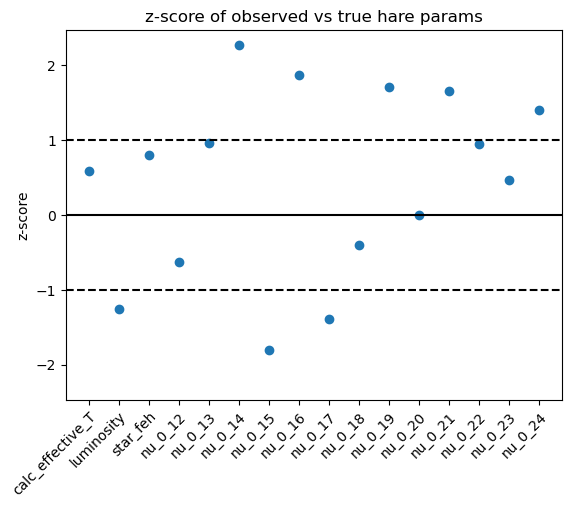 z-score of observed vs true hare params
z-score
2
1
0
−1
−2
calc_effective_T
luminosity
star_feh
nu_0_12
nu_0_13
nu_0_14
nu_0_15
nu_0_16
nu_0_17
nu_0_18
nu_0_19
nu_0_20
nu_0_21
nu_0_22
nu_0_23
nu_0_24